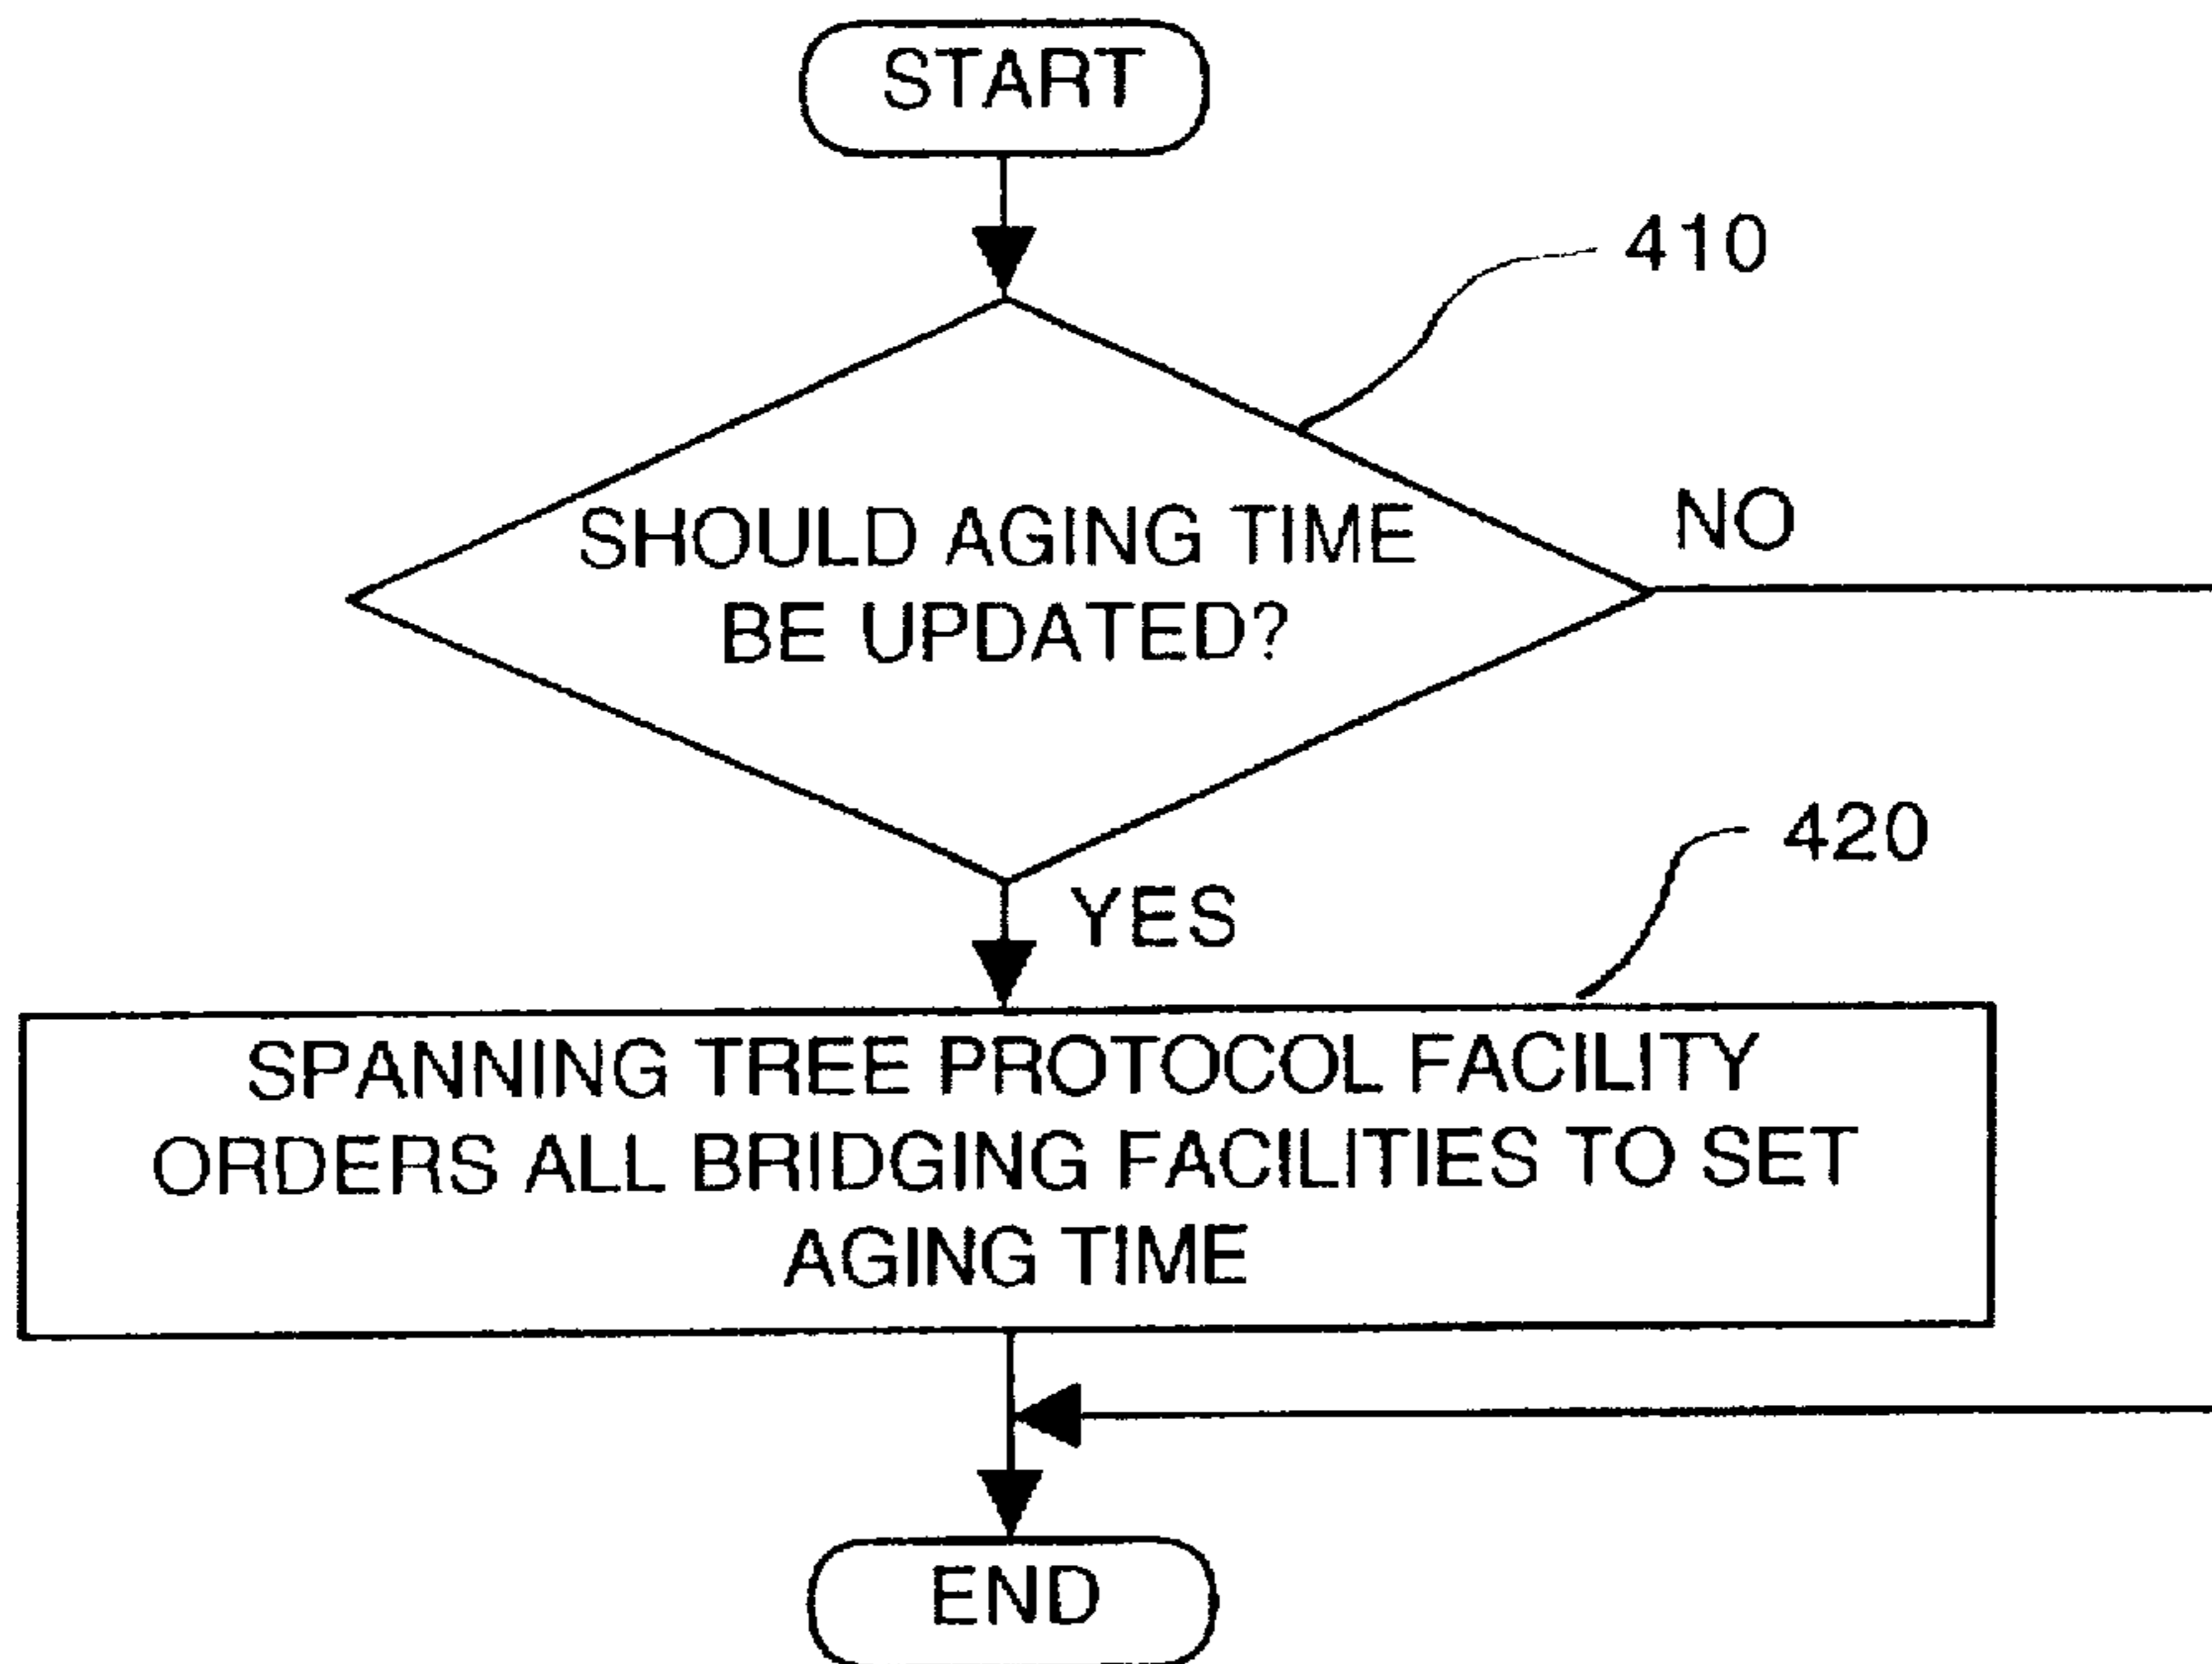 START
410
SHOULD AGING TIME
BE UPDATED?
NO
420
YES
SPANNING TREE PROTOCOL FACILITY
ORDERS ALL BRIDGING FACILITIES TO SET
AGING TIME
END